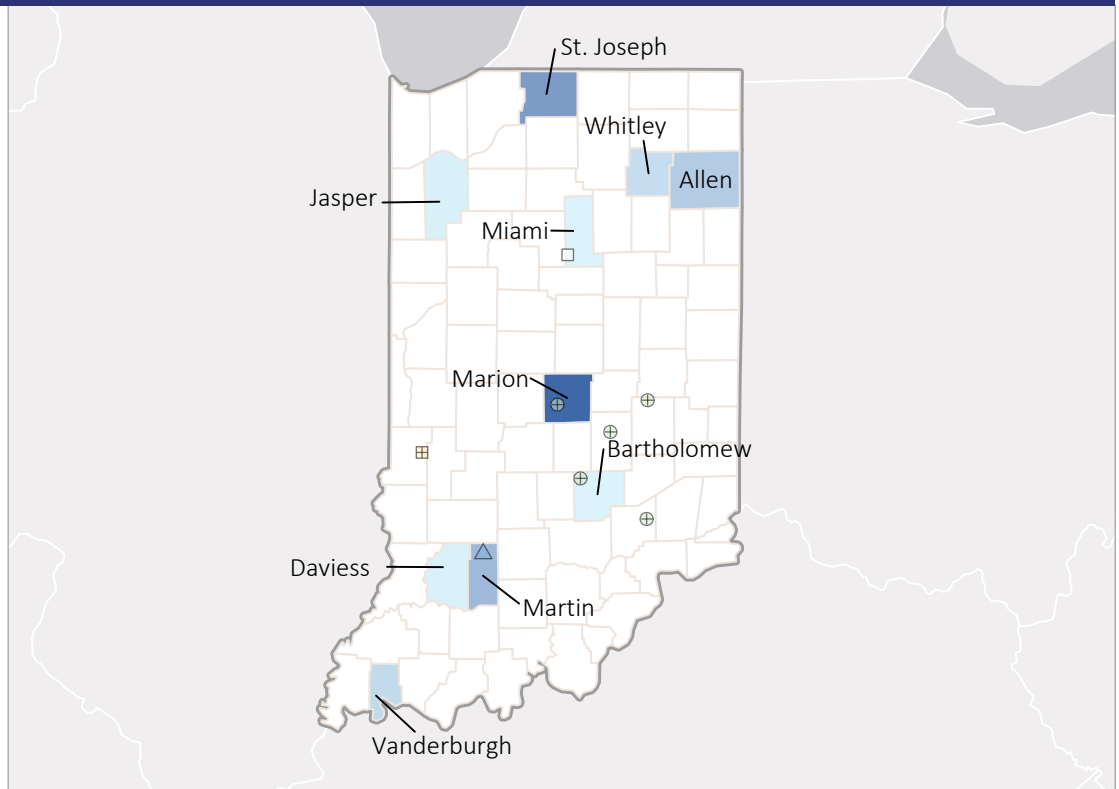 St. Joseph
Whitley
Allen
Jasper
Miami
Marion
Bartholomew
Daviess
Martin
Vanderburgh